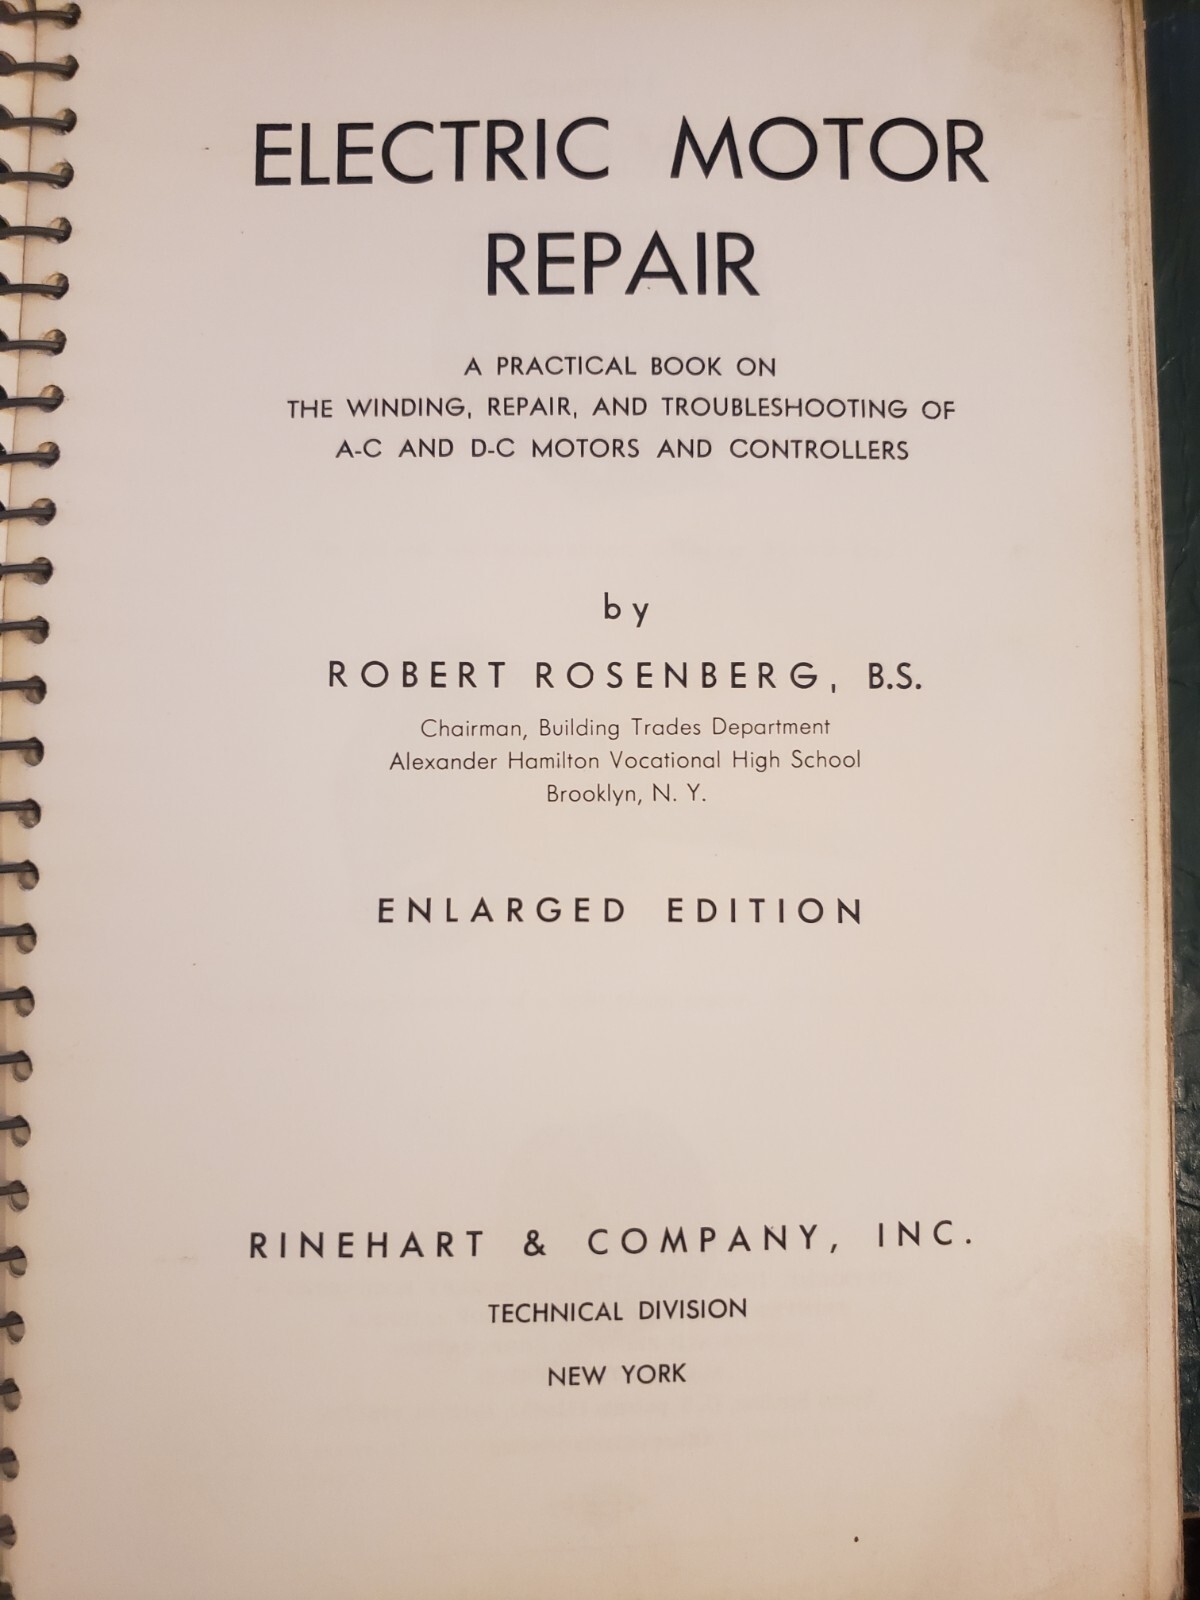 ELECTRIC MOTOR
REPAIR
A PRACTICAL BOOK ON
THE WINDING, REPAIR, AND TROUBLESHOOTING OF
A-C AND D-C MOTORS AND CONTROLLERS
by
ROBERT ROSENBERG, B.S.
Chairman, Building Trades Department
Alexander Hamilton Vocational High School
Brooklyn, N. Y.
ENLARGED EDITION
RINEHART & COMPANY, INC.
TECHNICAL DIVISION
NEW YORK